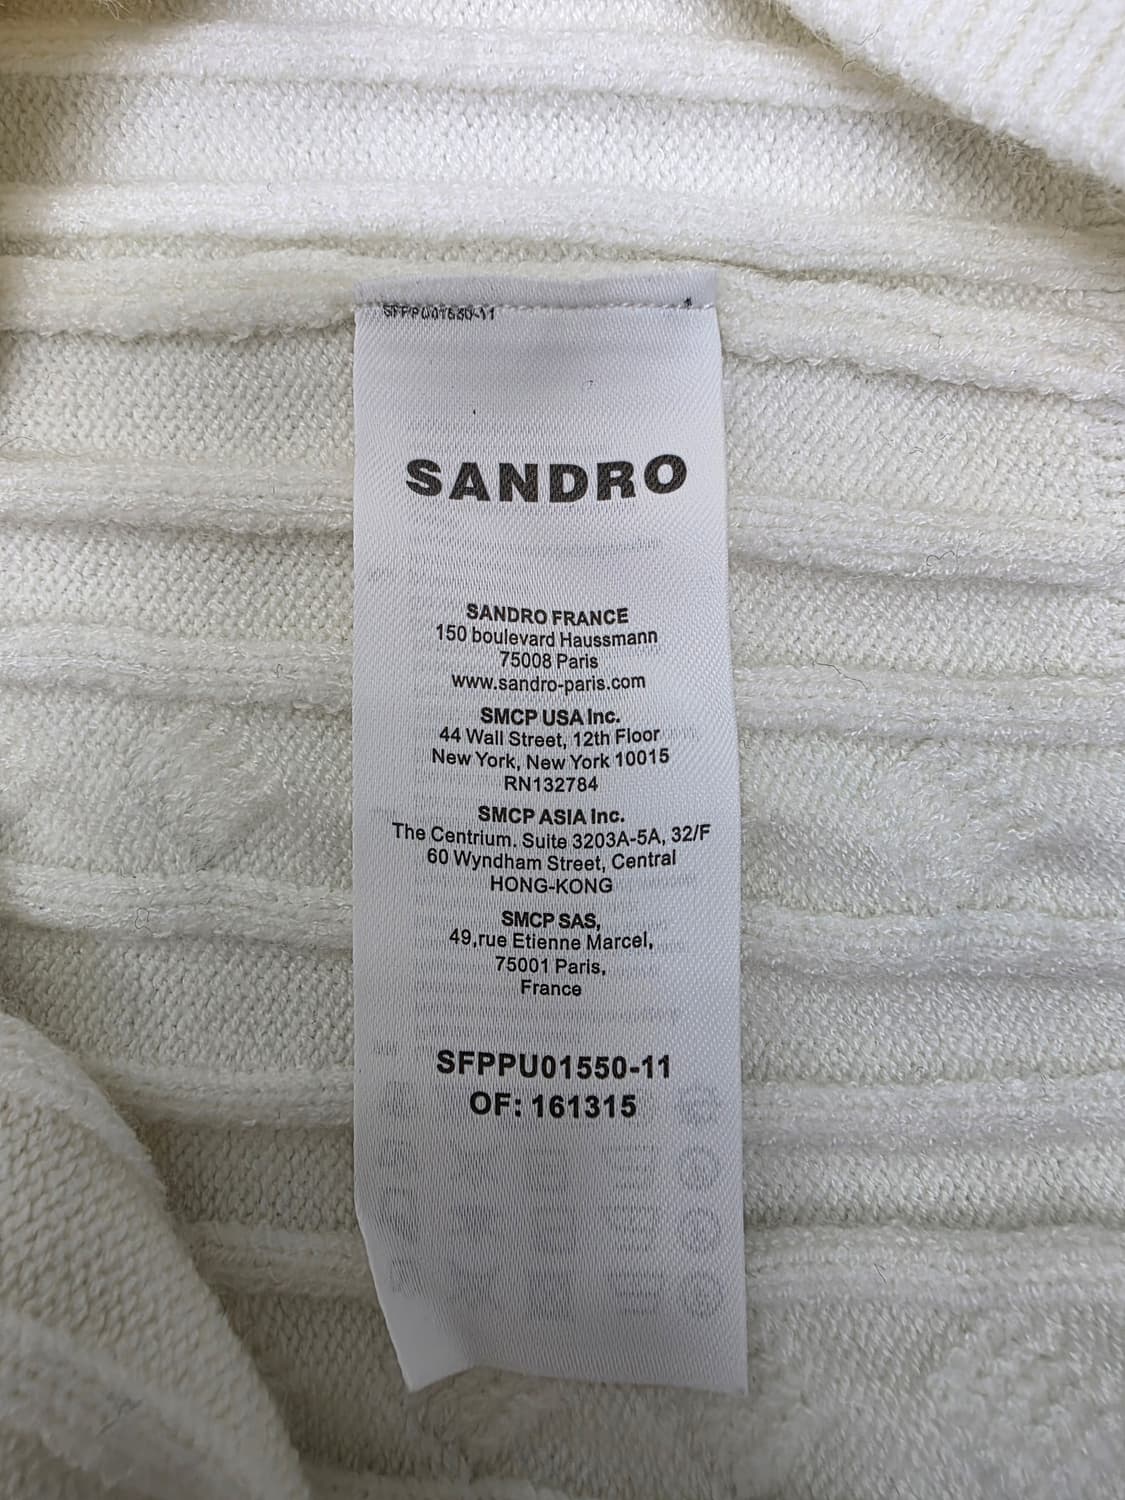 SFPPU01550-11
SANDRO
SANDRO FRANCE
150 boulevard Haussmann
75008 Paris
www.sandro-paris.com
SMCP USA Inc.
44 Wall Street, 12th Floor
New York, New York 10015
RN132784
SMCP ASIA Inc.
The Centrium. Suite 3203A-5A, 32/F
60 Wyndham Street, Central
HONG-KONG
SMCP SAS,
49,rue Etienne Marcel,
75001 Paris,
France
SFPPU01550-11
OF: 161315